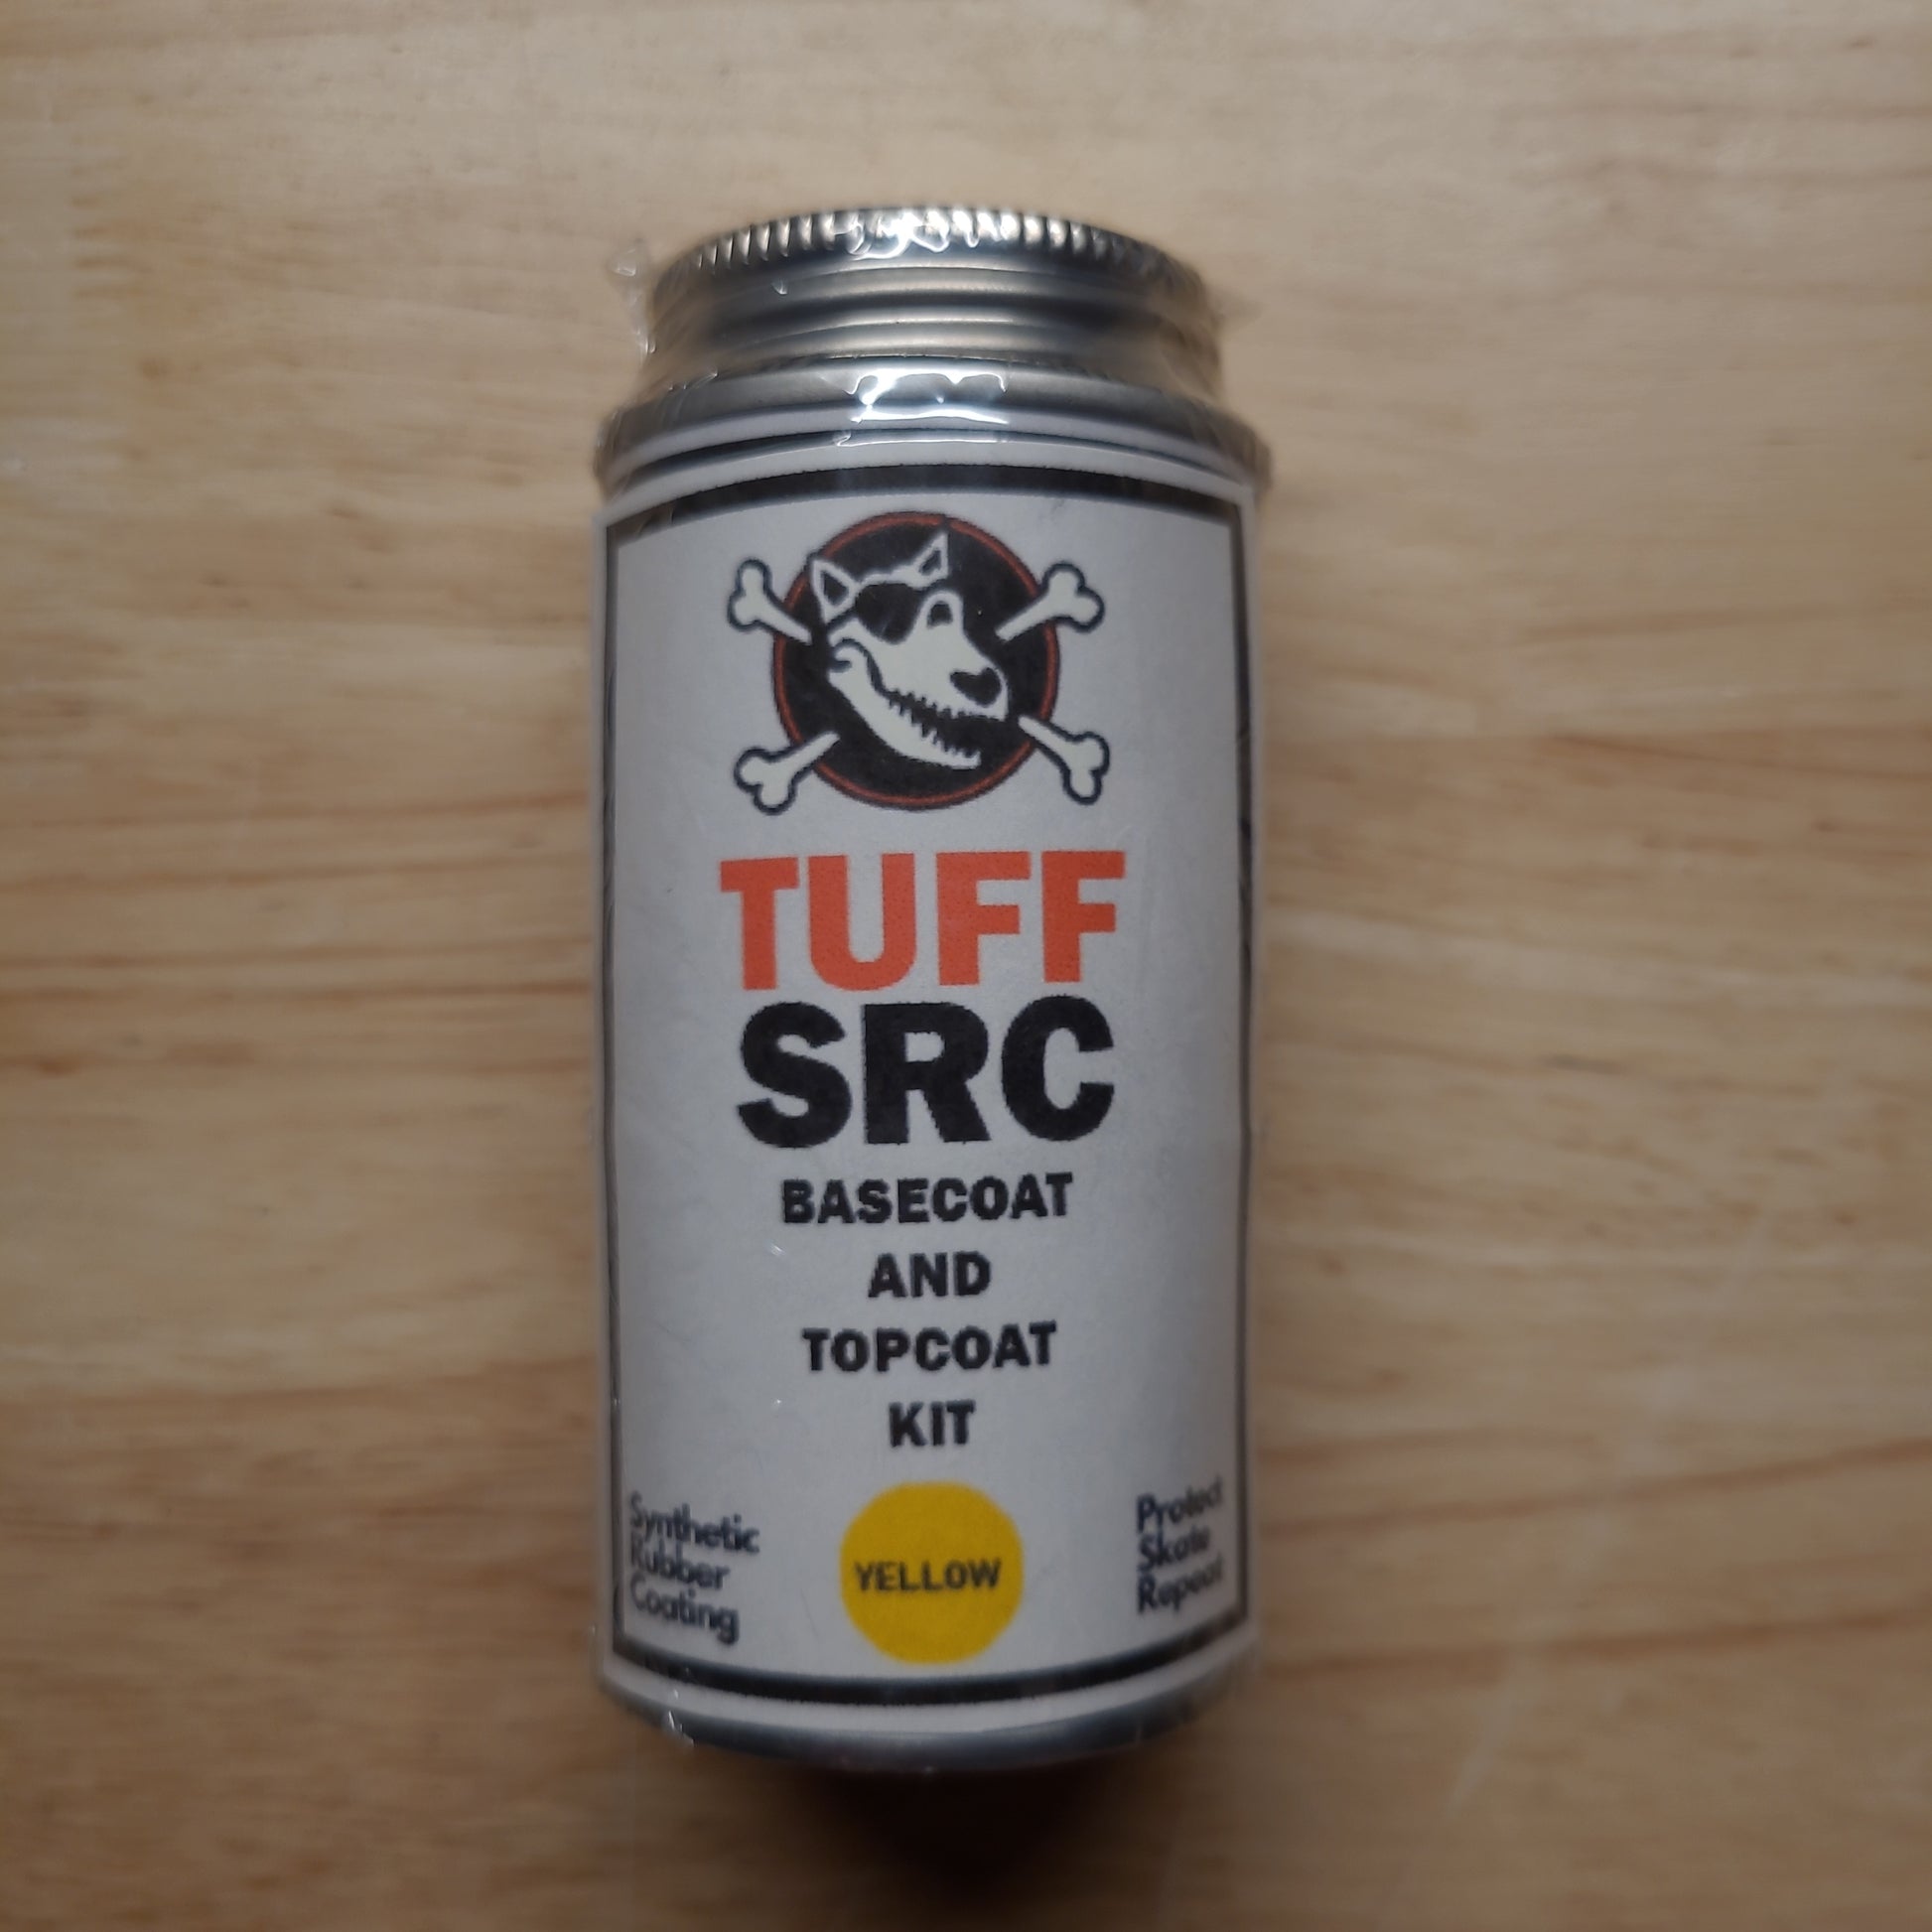 TUFF
SRC
BASECOAT
AND
TOPCOAT
KIT
Synthetic
Rubber
Coating
YELLOW
Protect
Skate
Repeat